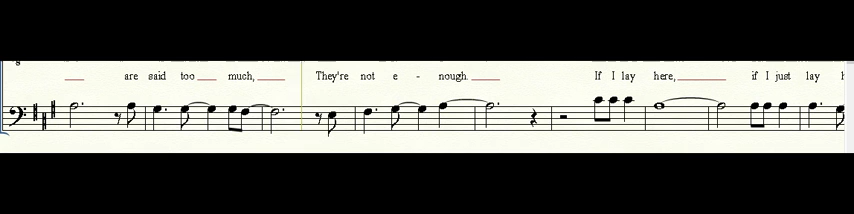 are said too much, They're not e - nough. If I lay here, if I just lay